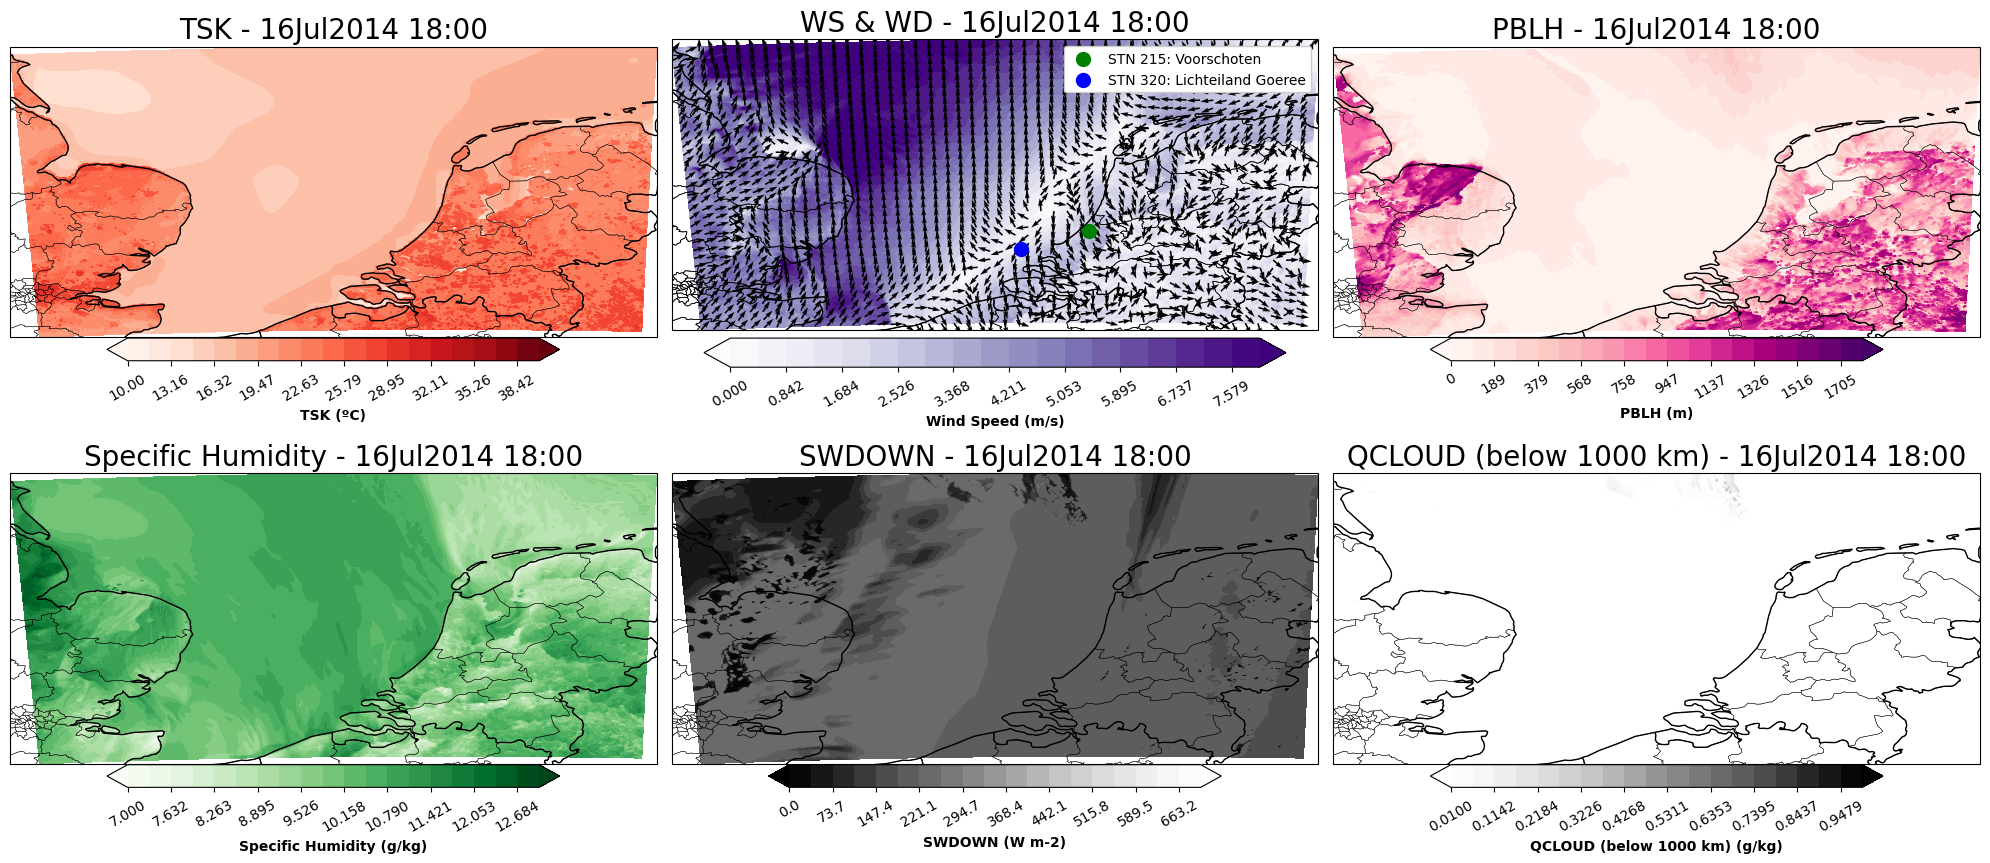 TSK - 16Jul2014 18:00
10.00 13.16 16.32 19.47 22.63 25.79 28.95 32.11 35.26 38.42
TSK (ºC)
WS & WD - 16Jul2014 18:00
STN 215: Voorschoten
STN 320: Lichteiland Goeree
0.000 0.842 1.684 2.526 3.368 4.211 5.053 5.895 6.737 7.579
Wind Speed (m/s)
PBLH - 16Jul2014 18:00
0 189 379 568 758 947 1137 1326 1516 1705
PBLH (m)
Specific Humidity - 16Jul2014 18:00
7.000 7.632 8.263 8.895 9.526 10.158 10.790 11.421 12.053 12.684
Specific Humidity (g/kg)
SWDOWN - 16Jul2014 18:00
0.0 73.7 147.4 221.1 294.7 368.4 442.1 515.8 589.5 663.2
SWDOWN (W m-2)
QCLOUD (below 1000 km) - 16Jul2014 18:00
0.0100 0.1142 0.2184 0.3226 0.4268 0.5311 0.6353 0.7395 0.8437 0.9479
QCLOUD (below 1000 km) (g/kg)